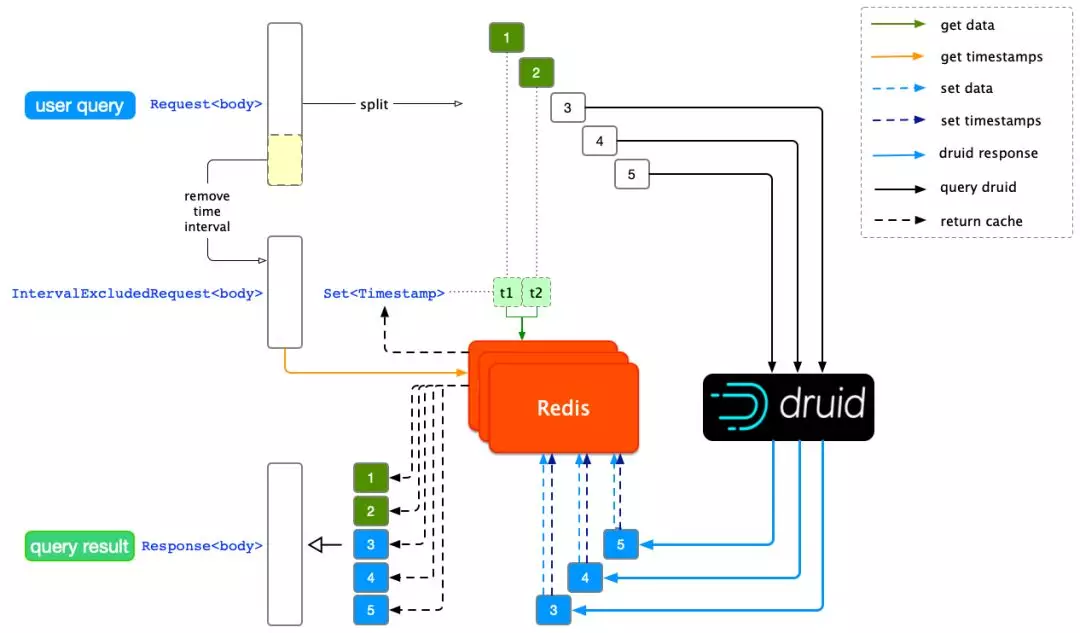 user query
Request<body>
split
1
2
3
4
5
get data
get timestamps
set data
set timestamps
druid response
query druid
return cache
remove
time
interval
IntervalExcludedRequest<body>
Set<Timestamp>
t1
t2
Redis
druid
query result
Response<body>
1
2
3
4
5
5
4
3